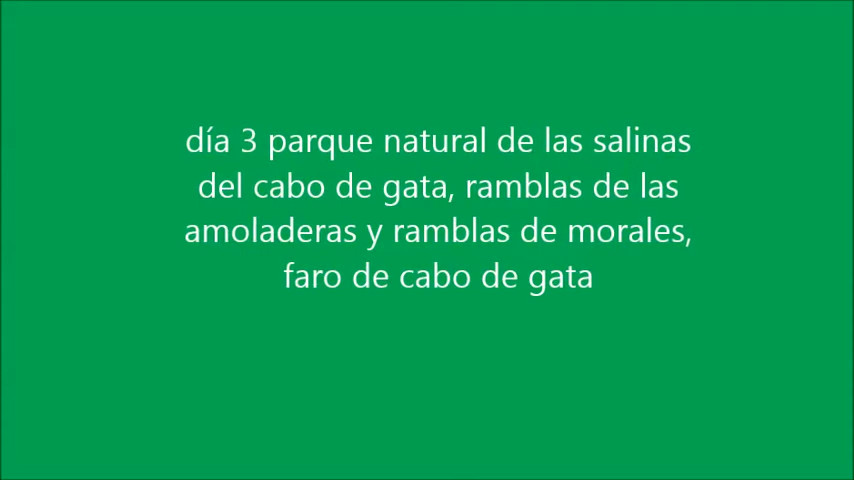 día 3 parque natural de las salinas
del cabo de gata, ramblas de las
amoladeras y ramblas de morales,
faro de cabo de gata